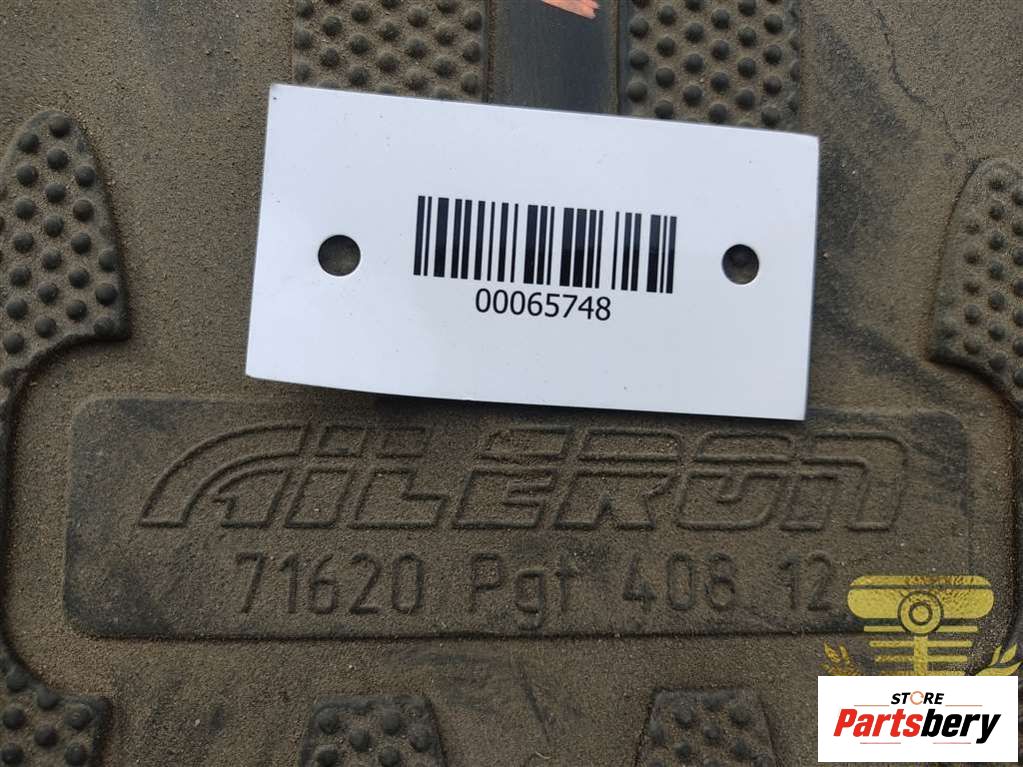 00065748
AILERON
71620 Pgt 408 12
STORE
Partsbery